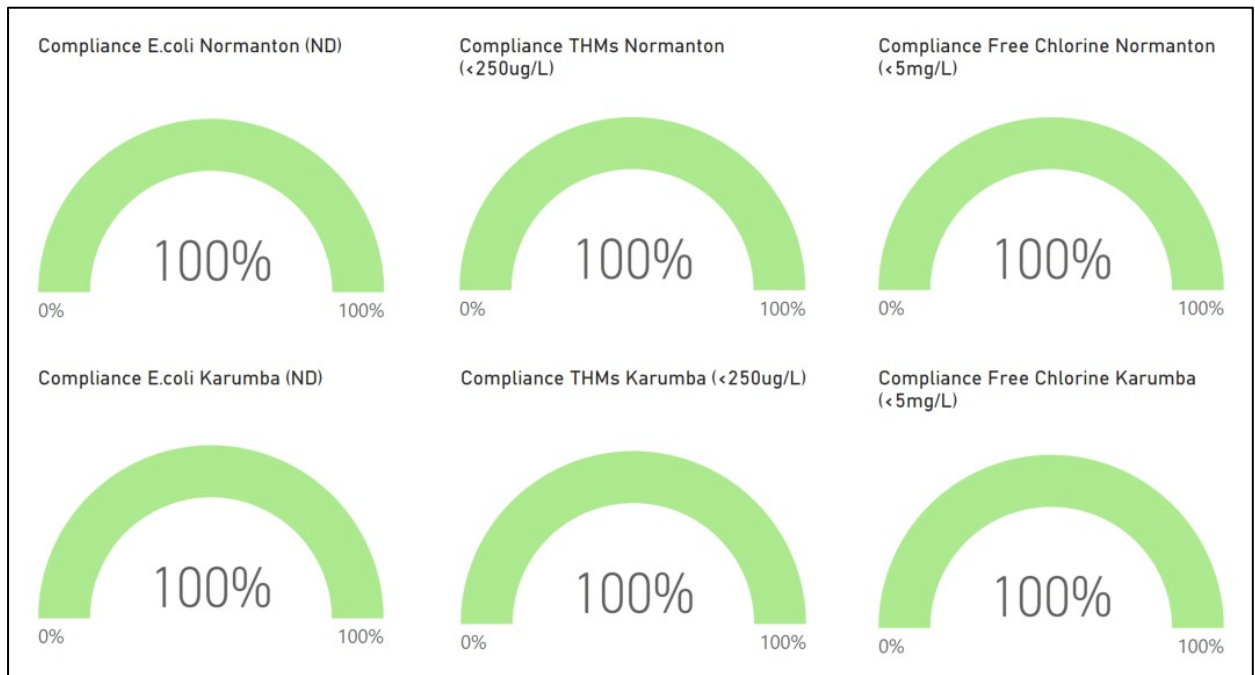 Compliance E.coli Normanton (ND)
100%
0%
100%
Compliance THMs Normanton
(<250ug/L)
100%
0%
100%
Compliance Free Chlorine Normanton
(<5mg/L)
100%
0%
100%
Compliance E.coli Karumba (ND)
100%
0%
100%
Compliance THMs Karumba (<250ug/L)
100%
0%
100%
Compliance Free Chlorine Karumba
(<5mg/L)
100%
0%
100%